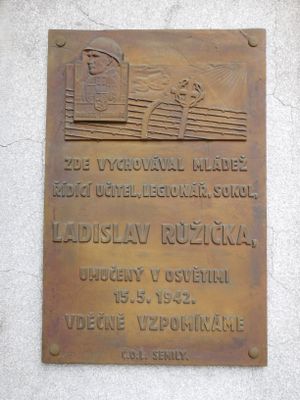 ZDE VYCHOVÁVAL MLÁDEŽ
ŘÍDÍCÍ UČITEL, LEGIONÁŘ, SOKOL,
LADISLAV RŮŽIČKA,
UMUČENÝ V OSVĚTIMI
15.5. 1942.
VDĚČNĚ VZPOMÍNÁME
SEMILY.